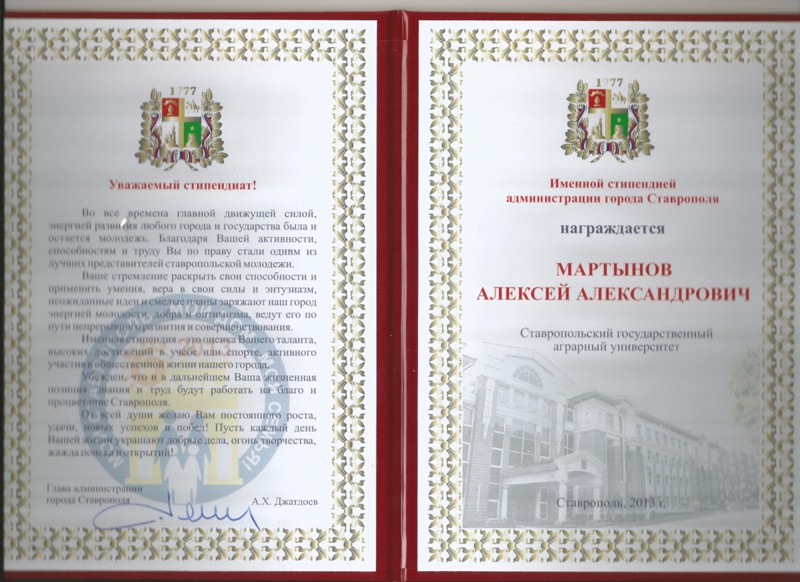 1777
Уважаемый стипендиат!
Во все времена главной движущей силой,
энергией развития любого города и государства была и
остается молодежь. Благодаря Вашей активности,
способностям и труду Вы по праву стали одним из
лучших представителей ставропольской молодежи.
Ваше стремление раскрыть свои способности и
применить умения, вера в свои силы и энтузиазм,
неожиданные идеи и смелые планы заряжают наш город
энергией молодости, добра и оптимизма, ведут его по
пути непрерывного развития и совершенствования.
Именная стипендия – оценка Вашего таланта,
высоких достижений в учебе или спорте, активного
участия в общественной жизни нашего города.
Уверен, что и в дальнейшем Ваша жизненная
позиция, знания и труд будут работать на благо и
процветание Ставрополя.
От всей души желаю Вам постоянного роста,
удачи, новых успехов и побед! Пусть каждый день
Вашей жизни украшают добрые дела, огонь творчества,
жажда поиска и открытий!
Глава администрации
города Ставрополя
А.Х. Джатдоев
1777
Именной стипендией
администрации города Ставрополя
награждается
МАРТЫНОВ
АЛЕКСЕЙ АЛЕКСАНДРОВИЧ
Ставропольский государственный
аграрный университет
Ставрополь, 2013 г.